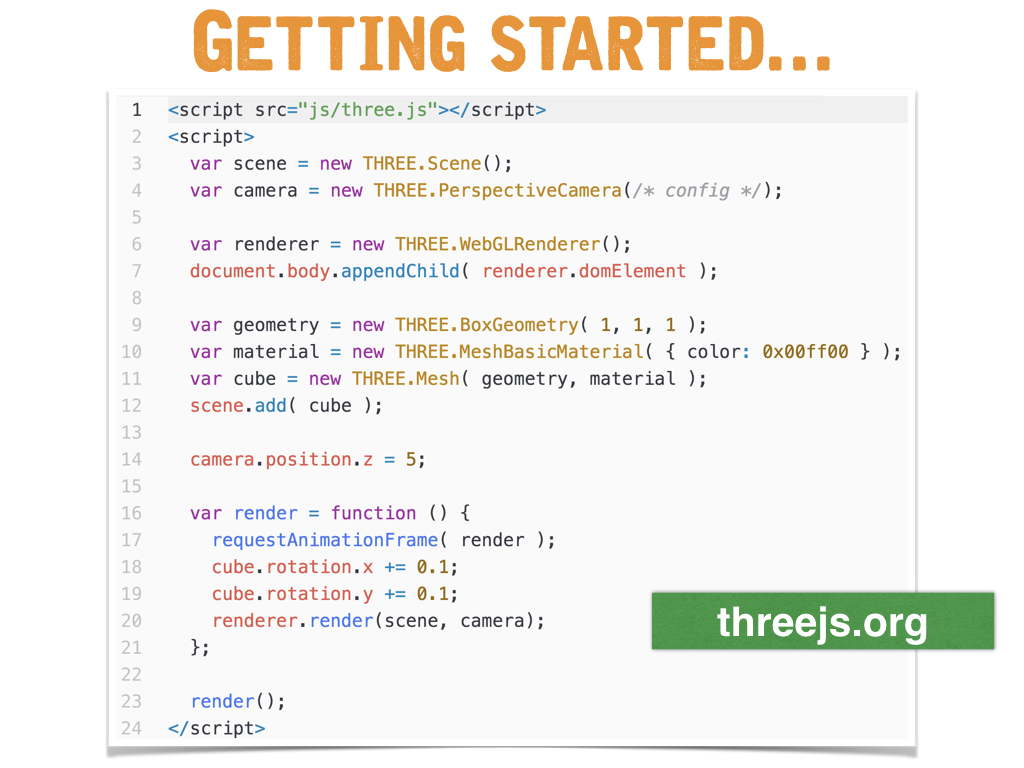 GETTING STARTED...
1 <script src="js/three.js"></script>
2 <script>
3   var scene = new THREE.Scene();
4   var camera = new THREE.PerspectiveCamera(/* config */);
5
6   var renderer = new THREE.WebGLRenderer();
7   document.body.appendChild( renderer.domElement );
8
9   var geometry = new THREE.BoxGeometry( 1, 1, 1 );
10   var material = new THREE.MeshBasicMaterial( { color: 0x00ff00 } );
11   var cube = new THREE.Mesh( geometry, material );
12   scene.add( cube );
13
14   camera.position.z = 5;
15
16   var render = function () {
17     requestAnimationFrame( render );
18     cube.rotation.x += 0.1;
19     cube.rotation.y += 0.1;
20     renderer.render(scene, camera);
21   };
22
23   render();
24 </script>
threejs.org